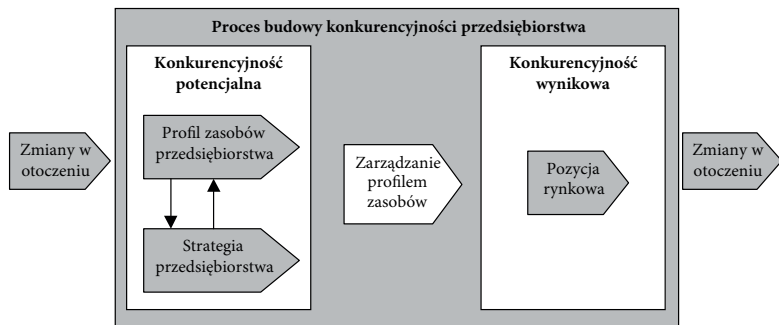 Proces budowy konkurencyjności przedsiębiorstwa
Konkurencyjność
potencjalna
Konkurencyjność
wynikowa
Zmiany w
otoczeniu
Profil zasobów
przedsiębiorstwa
Strategia
przedsiębiorstwa
Zarządzanie
profilem
zasobów
Pozycja
rynkowa
Zmiany w
otoczeniu